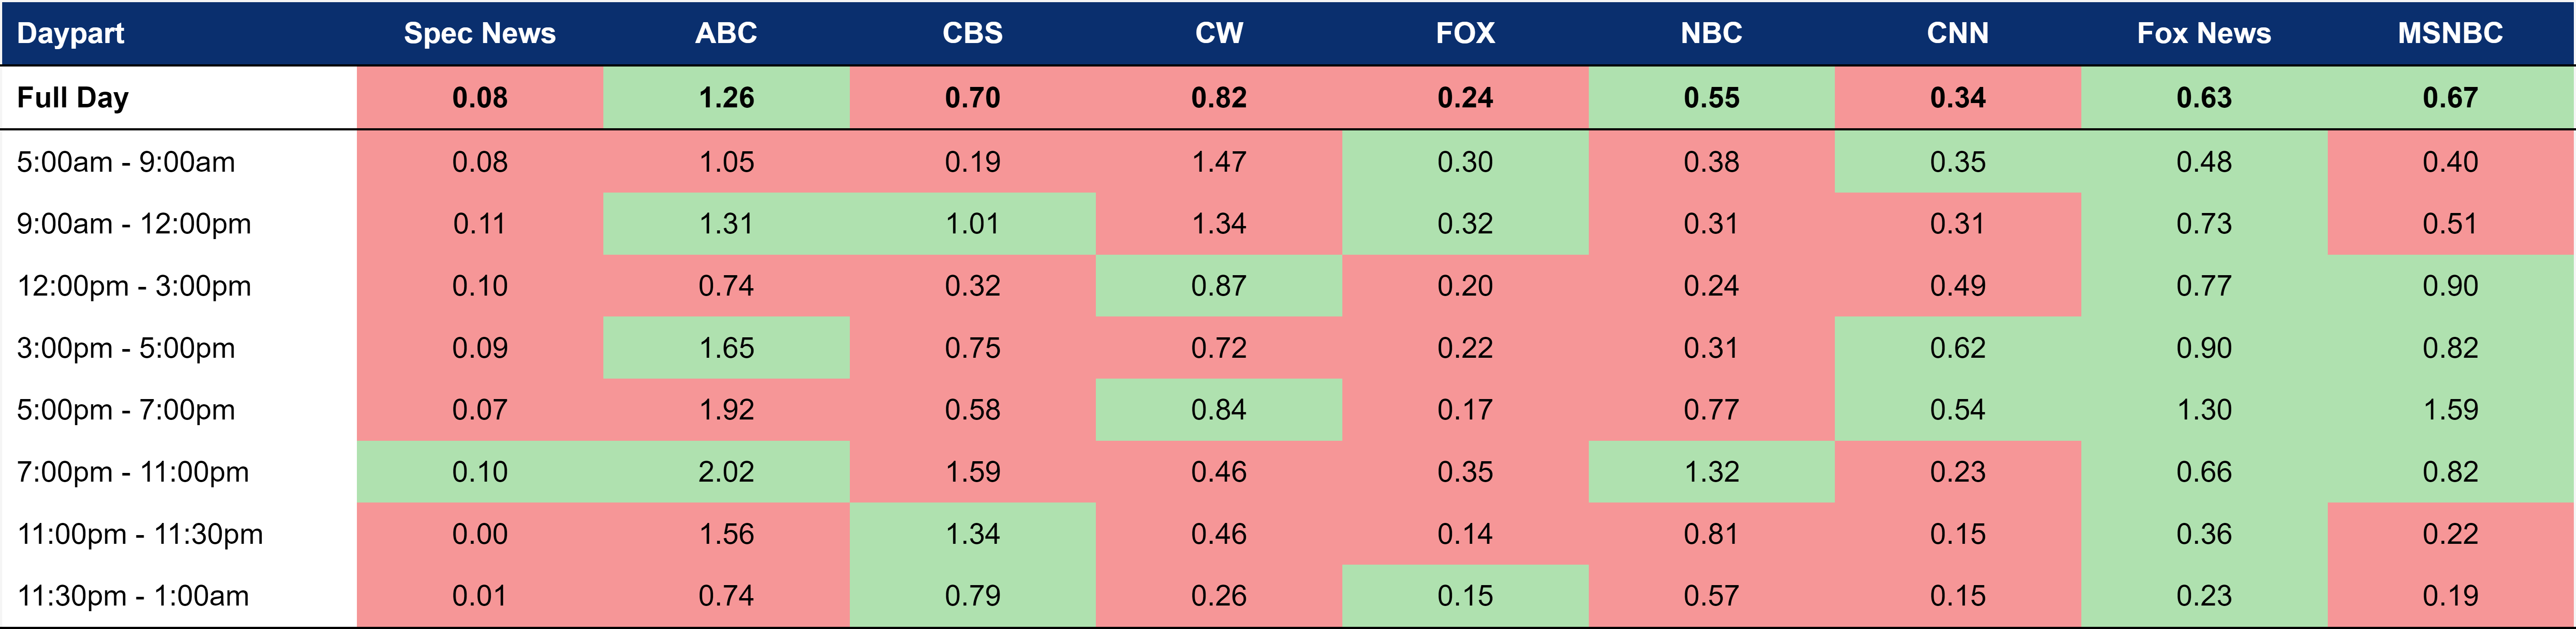 Daypart Spec News ABC CBS CW FOX NBC CNN Fox News MSNBC
Full Day 0.08 1.26 0.70 0.82 0.24 0.55 0.34 0.63 0.67
5:00am - 9:00am 0.08 1.05 0.19 1.47 0.30 0.38 0.35 0.48 0.40
9:00am - 12:00pm 0.11 1.31 1.01 1.34 0.32 0.31 0.31 0.73 0.51
12:00pm - 3:00pm 0.10 0.74 0.32 0.87 0.20 0.24 0.49 0.77 0.90
3:00pm - 5:00pm 0.09 1.65 0.75 0.72 0.22 0.31 0.62 0.90 0.82
5:00pm - 7:00pm 0.07 1.92 0.58 0.84 0.17 0.77 0.54 1.30 1.59
7:00pm - 11:00pm 0.10 2.02 1.59 0.46 0.35 1.32 0.23 0.66 0.82
11:00pm - 11:30pm 0.00 1.56 1.34 0.46 0.14 0.81 0.15 0.36 0.22
11:30pm - 1:00am 0.01 0.74 0.79 0.26 0.15 0.57 0.15 0.23 0.19